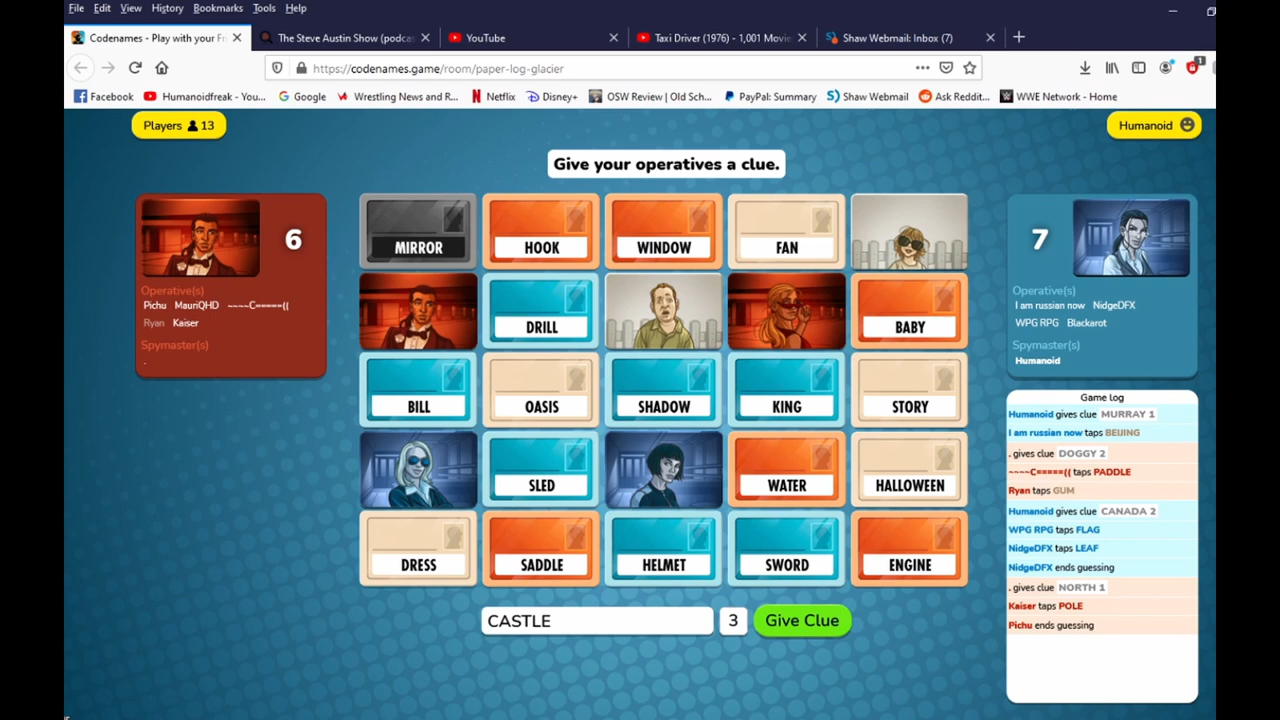 File Edit View History Bookmarks Tools Help
Codenames - Play with your Fr The Steve Austin Show (podcas YouTube Taxi Driver (1976) - 1,001 Movie Shaw Webmail: Inbox (7)
https://codenames.game/room/paper-log-glacier 1
Facebook Humanoidfreak - You... Google Wrestling News and R... Netflix Disney+ OSW Review | Old Sch... PayPal: Summary Shaw Webmail Ask Reddit... WWE Network - Home
Players 13
Humanoid
Give your operatives a clue.
6
Operative(s)
Pichu MauriQHD ~~~~C=====((
Ryan Kaiser
Spymaster(s)
.
MIRROR HOOK WINDOW FAN
DRILL BABY
BILL OASIS SHADOW KING STORY
SLED WATER HALLOWEEN
DRESS SADDLE HELMET SWORD ENGINE
CASTLE 3 Give Clue
7
Operative(s)
I am russian now NidgeDFX
WPG RPG Blackarot
Spymaster(s)
Humanoid
Game log
Humanoid gives clue MURRAY 1
I am russian now taps BEIJING
. gives clue DOGGY 2
~~~~C=====(( taps PADDLE
Ryan taps GUM
Humanoid gives clue CANADA 2
WPG RPG taps FLAG
NidgeDFX taps LEAF
NidgeDFX ends guessing
. gives clue NORTH 1
Kaiser taps POLE
Pichu ends guessing